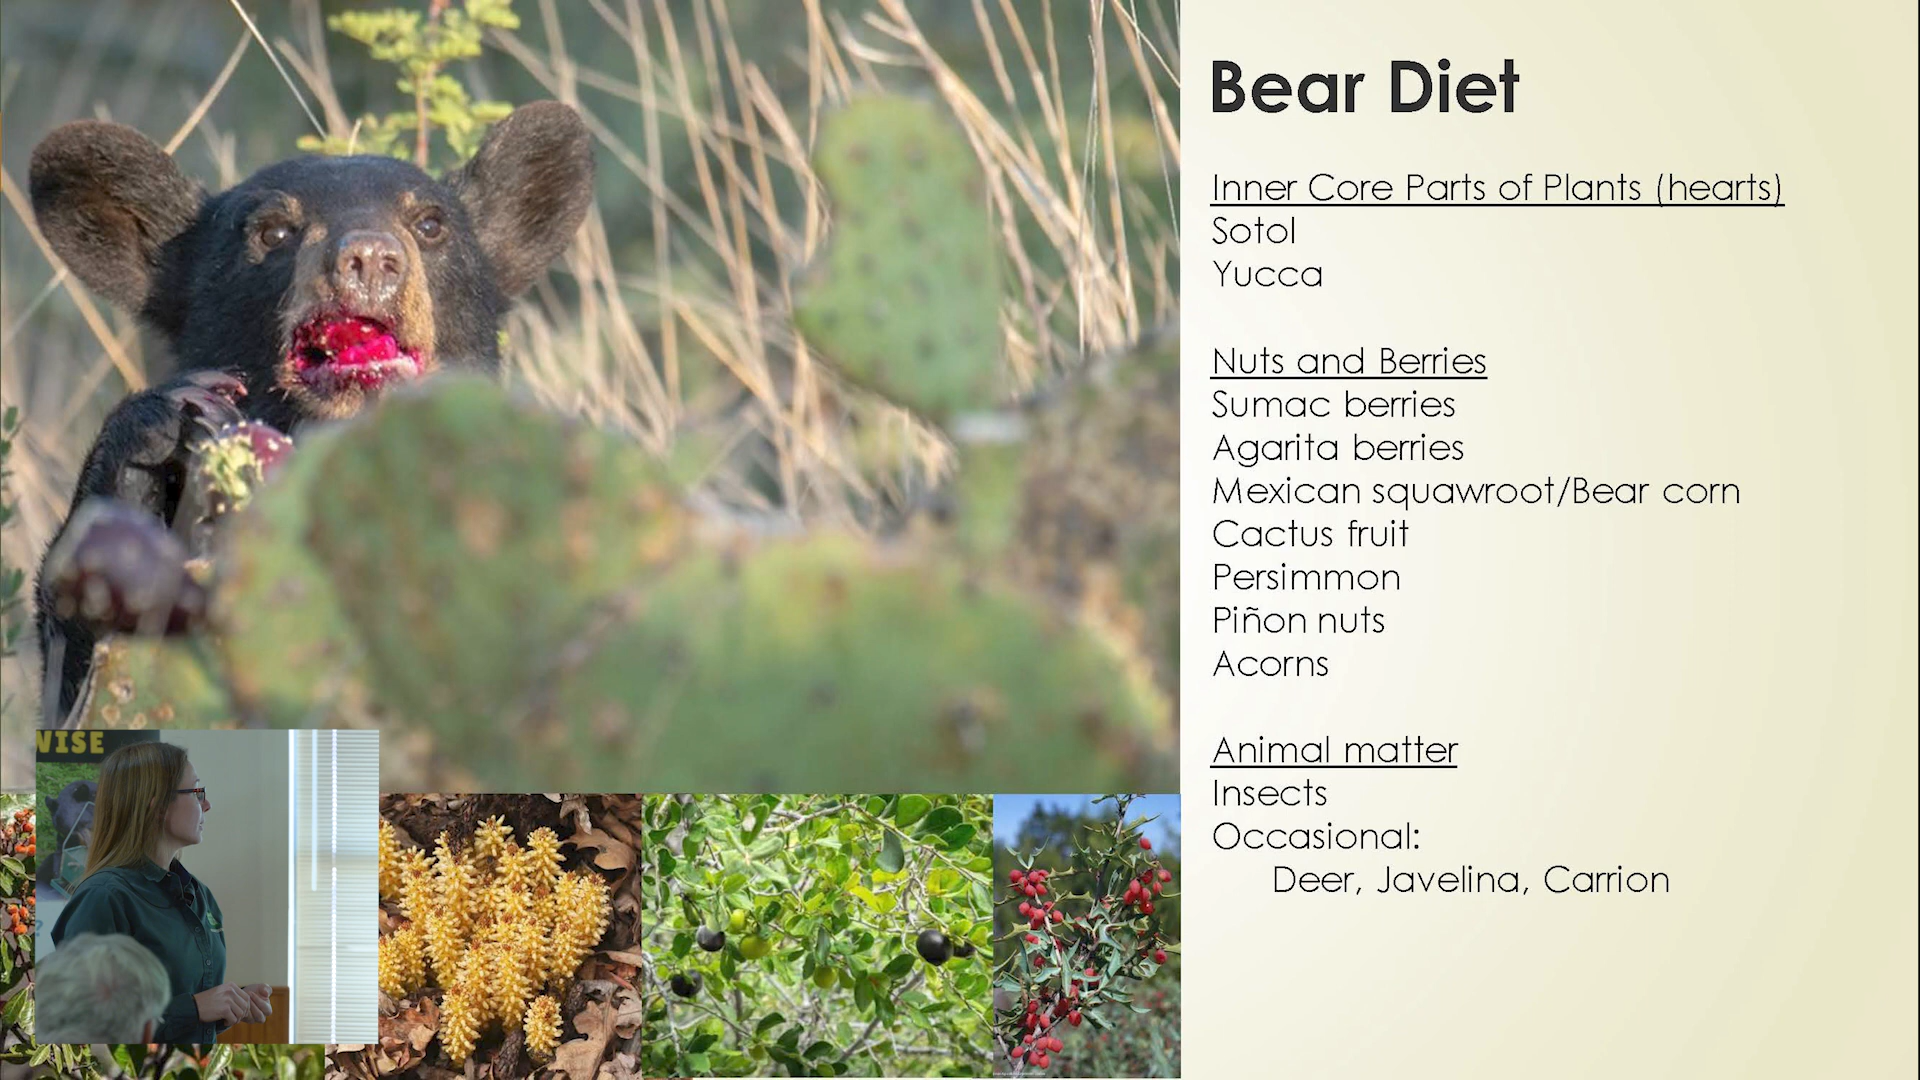 Bear Diet
Inner Core Parts of Plants (hearts)
Sotol
Yucca
Nuts and Berries
Sumac berries
Agarita berries
Mexican squawroot/Bear corn
Cactus fruit
Persimmon
Piñon nuts
Acorns
Animal matter
Insects
Occasional:
Deer, Javelina, Carrion
WISE